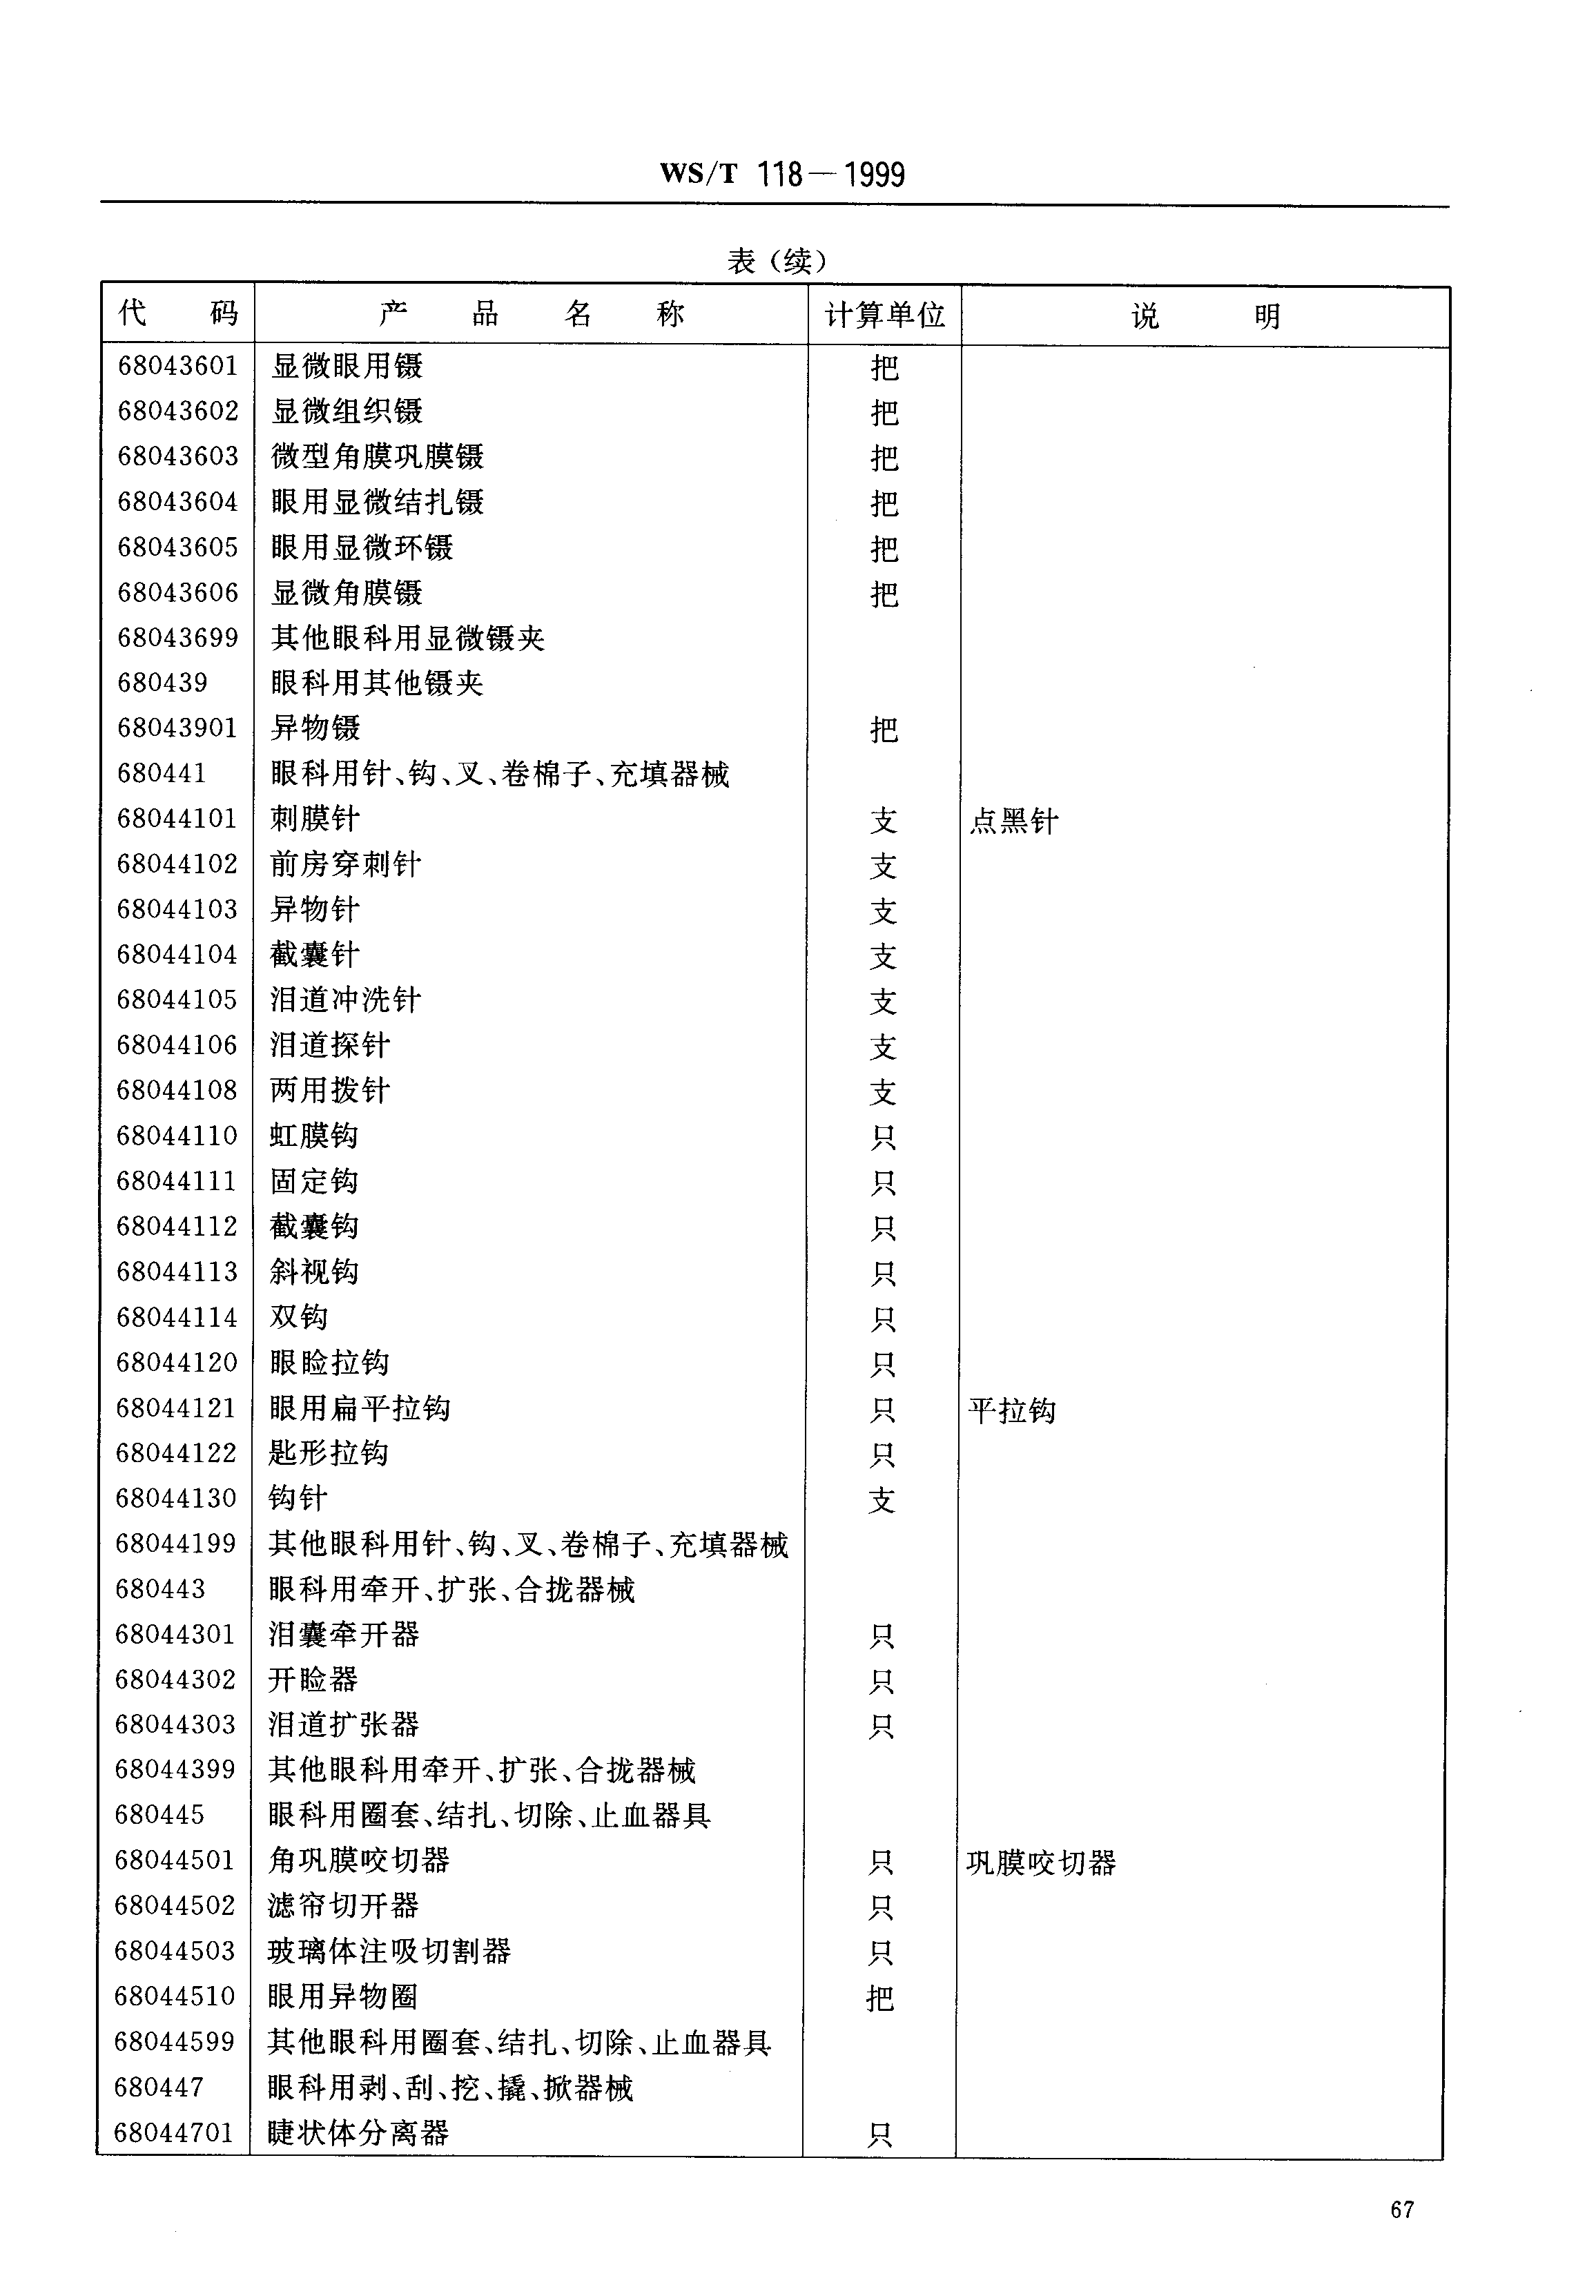 WS/T 118—1999
表（续）
代 码 产 品 名 称 计算单位 说 明
68043601 显微眼用镊 把
68043602 显微组织镊 把
68043603 微型角膜巩膜镊 把
68043604 眼用显微结扎镊 把
68043605 眼用显微环镊 把
68043606 显微角膜镊 把
68043699 其他眼科用显微镊夹
680439 眼科用其他镊夹
68043901 异物镊 把
680441 眼科用针、钩、叉、卷棉子、充填器械
68044101 刺膜针 支 点黑针
68044102 前房穿刺针 支
68044103 异物针 支
68044104 截囊针 支
68044105 泪道冲洗针 支
68044106 泪道探针 支
68044108 两用拨针 支
68044110 虹膜钩 只
68044111 固定钩 只
68044112 截囊钩 只
68044113 斜视钩 只
68044114 双钩 只
68044120 眼睑拉钩 只
68044121 眼用扁平拉钩 只 平拉钩
68044122 匙形拉钩 只
68044130 钩针 支
68044199 其他眼科用针、钩、叉、卷棉子、充填器械
680443 眼科用牵开、扩张、合拢器械
68044301 泪囊牵开器 只
68044302 开睑器 只
68044303 泪道扩张器 只
68044399 其他眼科用牵开、扩张、合拢器械
680445 眼科用圈套、结扎、切除、止血器具
68044501 角巩膜咬切器 只 巩膜咬切器
68044502 滤帘切开器 只
68044503 玻璃体注吸切割器 只
68044510 眼用异物圈 把
68044599 其他眼科用圈套、结扎、切除、止血器具
680447 眼科用剥、刮、挖、撬、掀器械
68044701 睫状体分离器 只
67